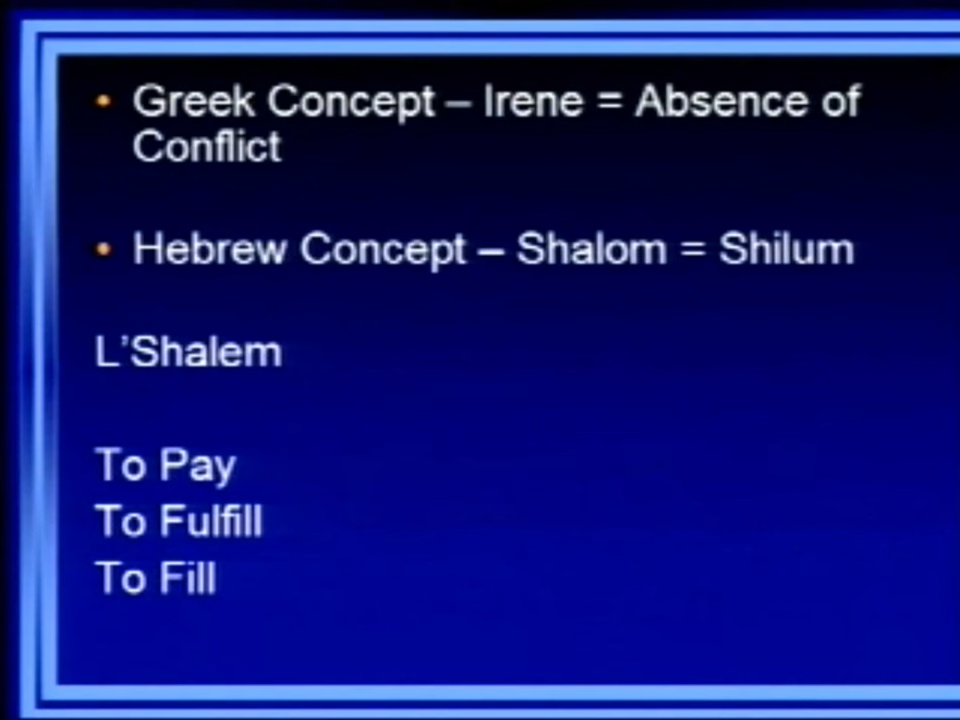 • Greek Concept – Irene = Absence of
Conflict
• Hebrew Concept – Shalom = Shilum
L’Shalem
To Pay
To Fulfill
To Fill